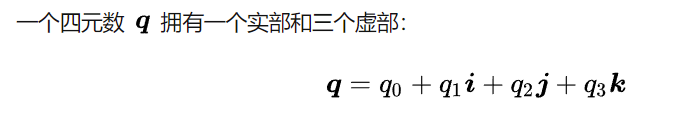 一个四元数 q 拥有一个实部和三个虚部：
q = q₀ + q₁i + q₂j + q₃k